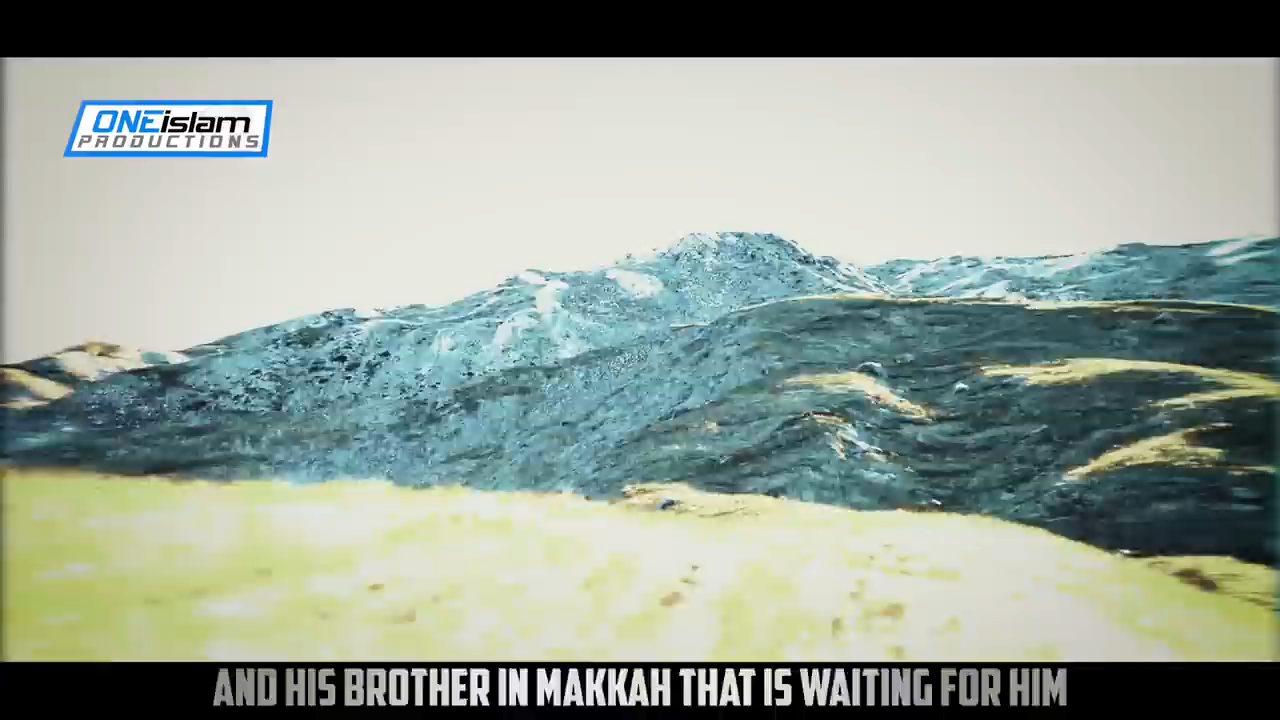 ONEislam
PRODUCTIONS
AND HIS BROTHER IN MAKKAH THAT IS WAITING FOR HIM